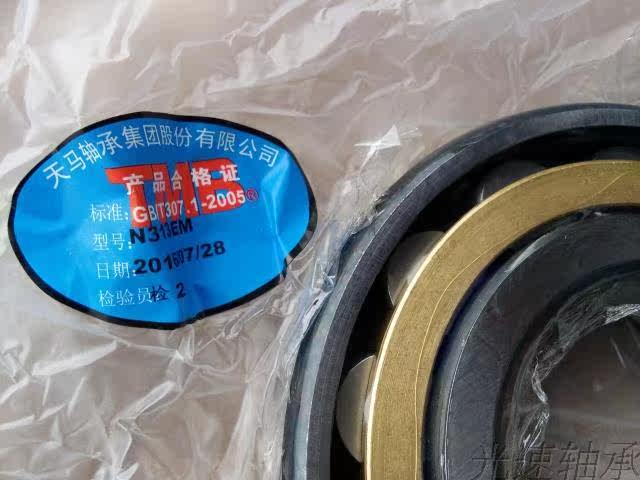 天马轴承集团股份有限公司
TMB
产品合格证
标准: GB/T307.1-2005®
型号: N313EM
日期: 201607/28
检验员 检 2
光速轴承